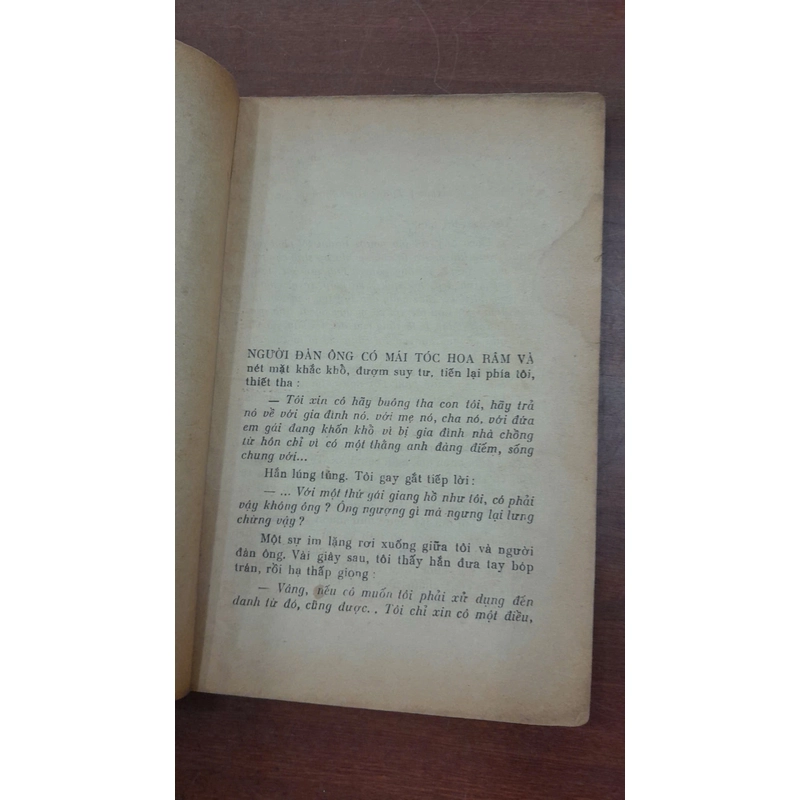 NGƯỜI ĐÀN ÔNG CÓ MÁI TÓC HOA RÂM VÀ
nét mặt khắc khổ, đượm suy tư, tiến lại phía tôi,
thiết tha :
— Tôi xin cô hãy buông tha con tôi, hãy trả
nó về với gia đình nó. với mẹ nó, cha nó, với đứa
em gái đang khốn khổ vì bị gia đình nhà chồng
từ hôn chỉ vì có một thằng anh đàng điếm, sống
chung với...
Hắn lúng túng. Tôi gay gắt tiếp lời :
— ... Với một thứ gái giang hồ như tôi, có phải
vậy không ông ? Ông ngượng gì mà ngưng lại lưng
chừng vậy ?
Một sự im lặng rơi xuống giữa tôi và người
đàn ông. Vài giây sau, tôi thấy hắn đưa tay bóp
trán, rồi hạ thấp giọng :
— Vâng, nếu cô muốn tôi phải xử dụng đến
danh từ đó, cũng được. . Tôi chỉ xin cô một điều,